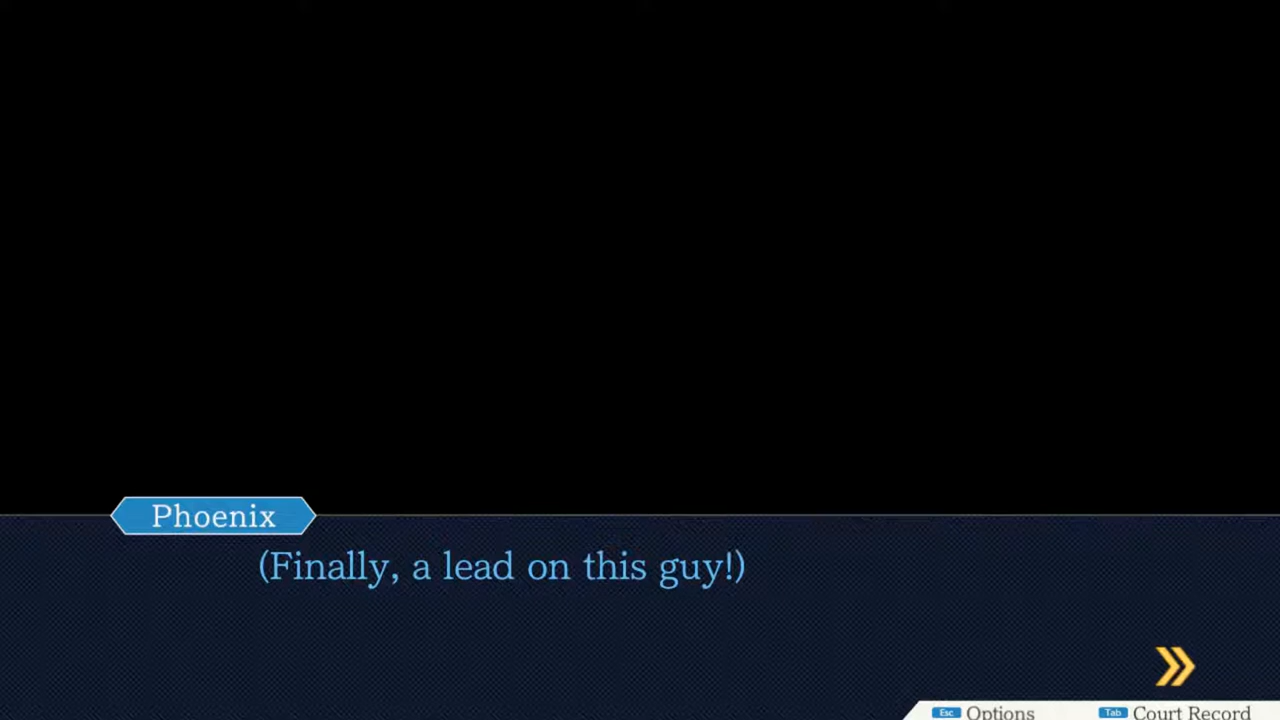 Phoenix
(Finally, a lead on this guy!)
Esc Options Tab Court Record